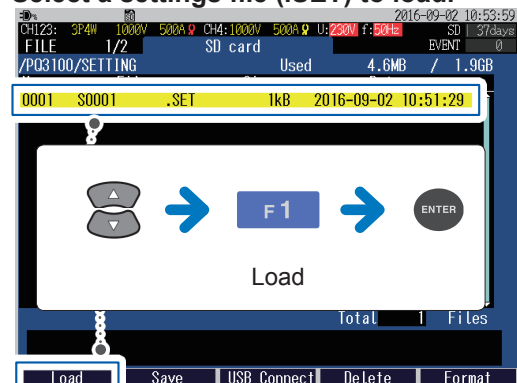 Select a settings file (.SET) to load.
2016-09-02 10:53:59
CH123: 3P4W 1000V 500A CH4:1000V 500A U:230V f:50Hz SD 37days
FILE 1/2 SD card EVENT 0
/PQ3100/SETTING Used 4.6MB / 1.9GB
0001 S0001 .SET 1kB 2016-09-02 10:51:29
F1
ENTER
Load
Total 1 Files
Load Save USB Connect Delete Format